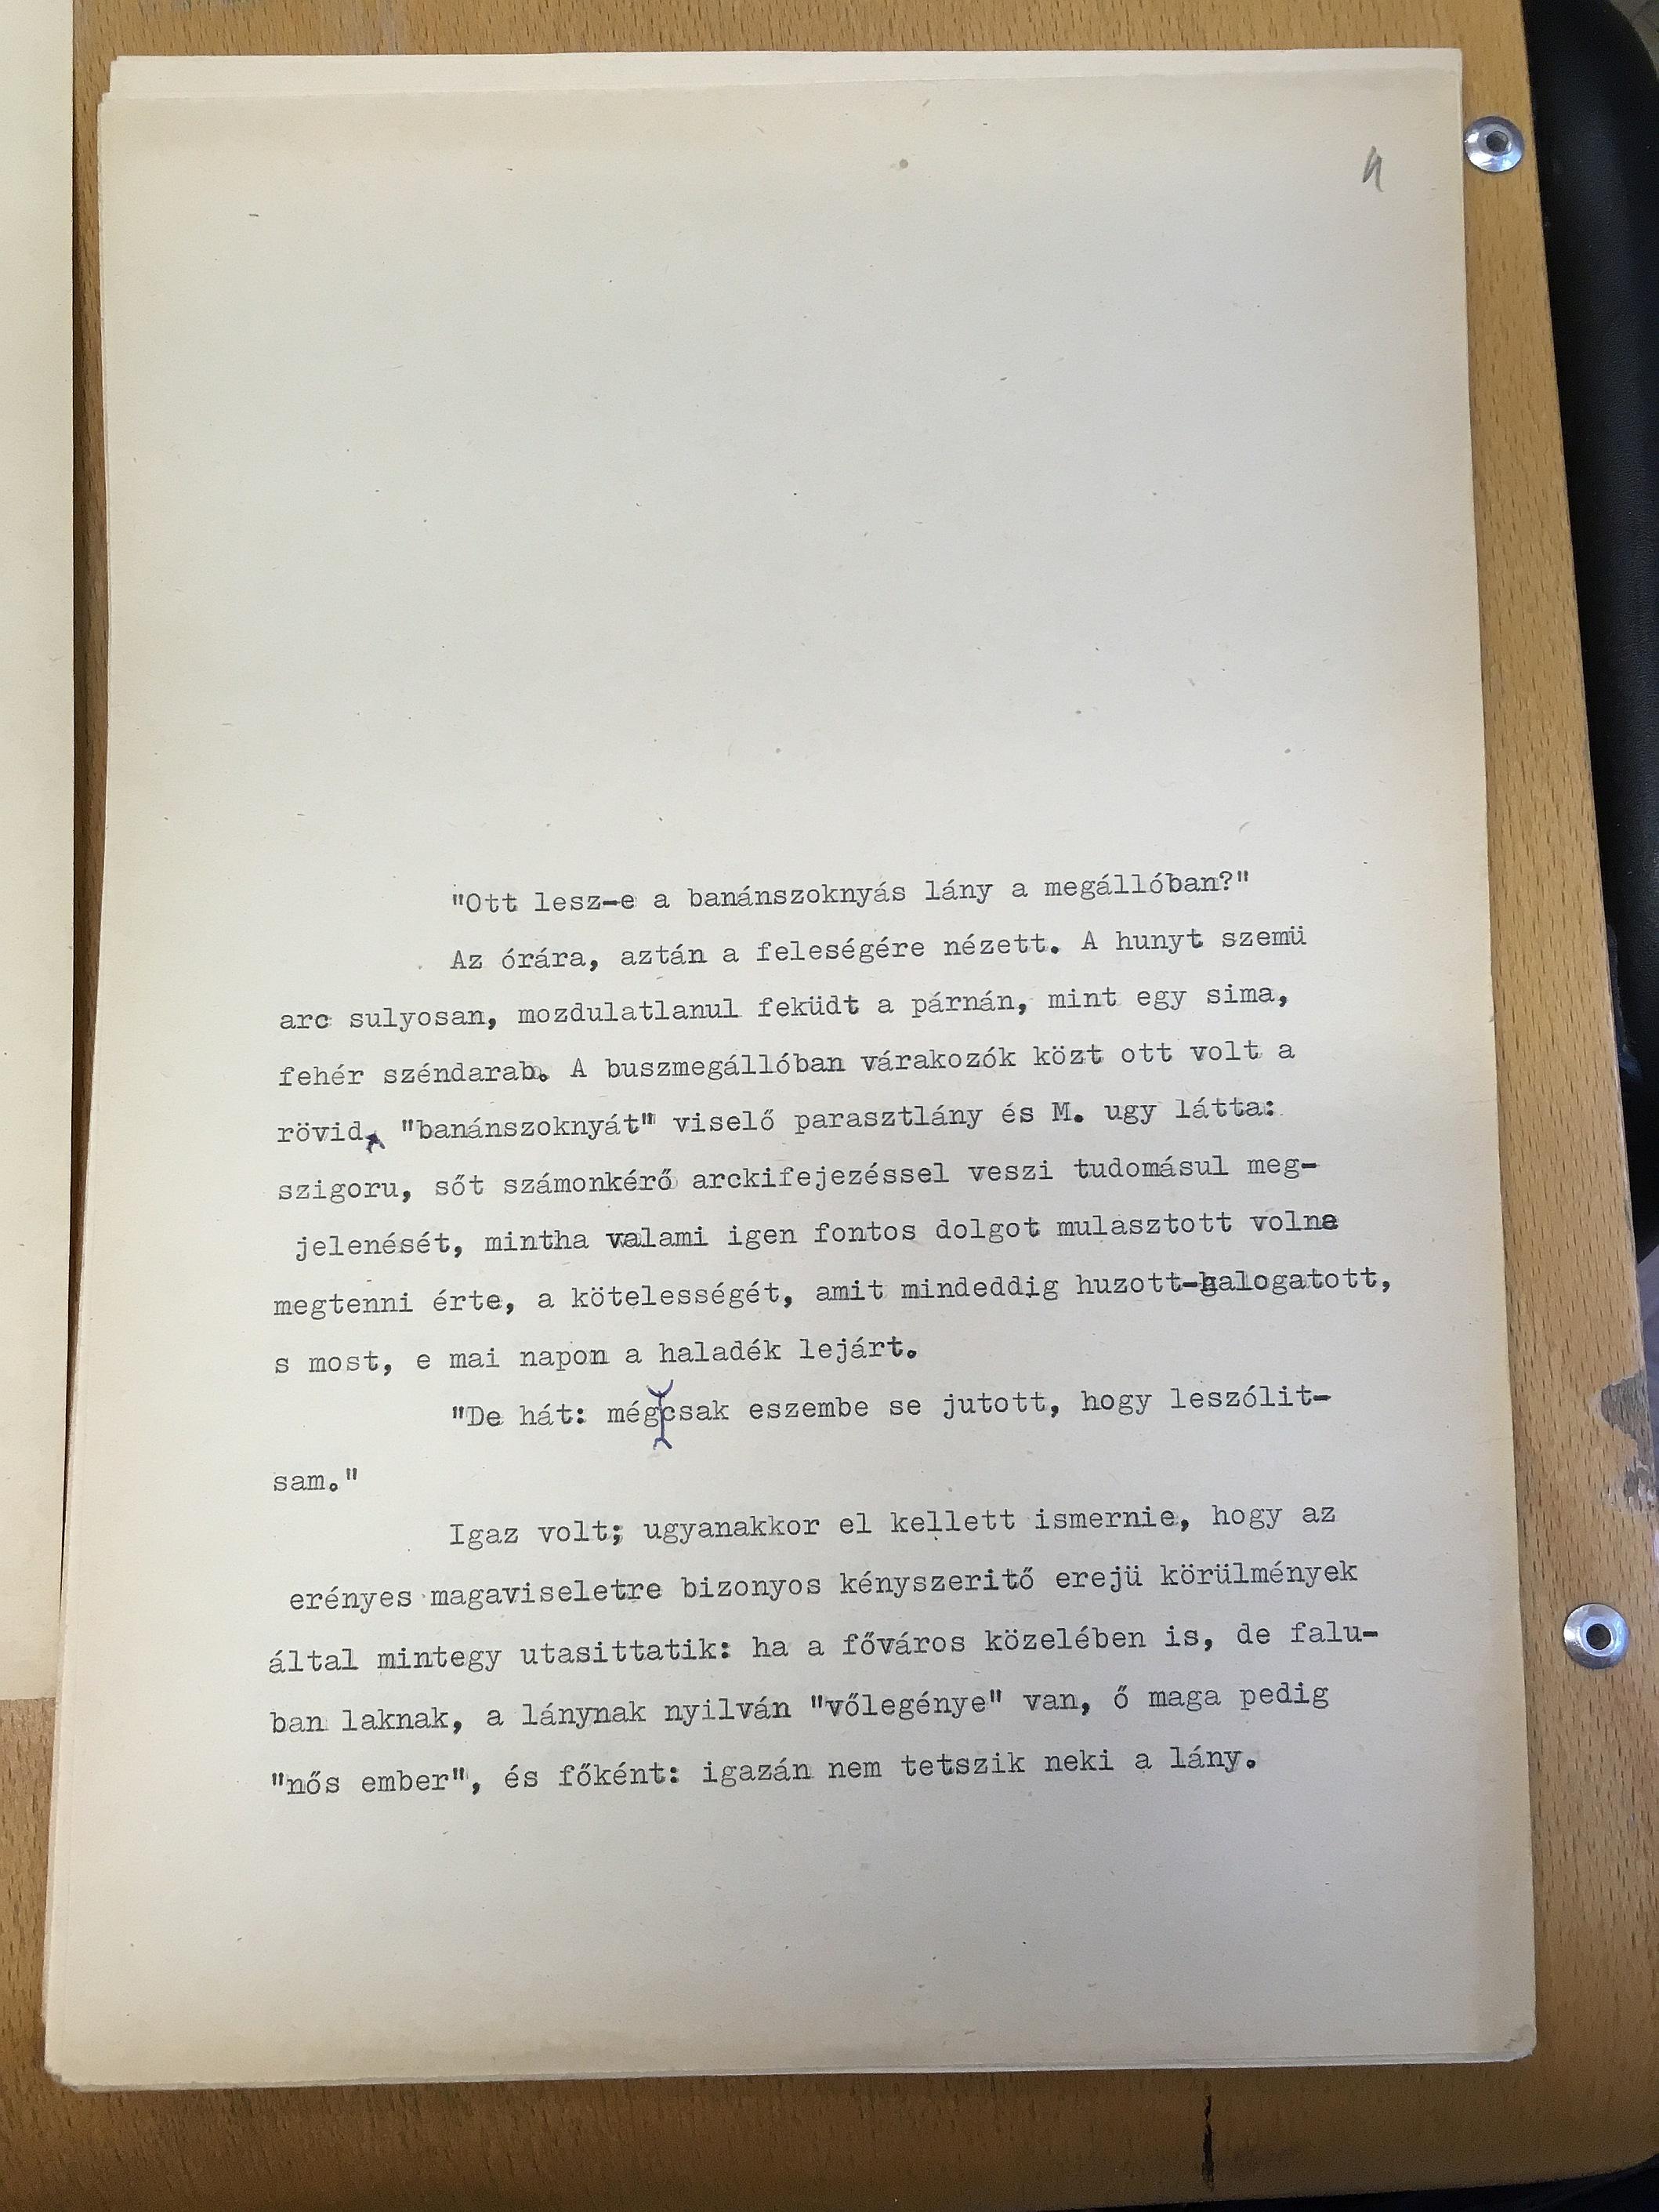 4
"Ott lesz-e a banánszoknyás lány a megállóban?"
Az órára, aztán a feleségére nézett. A hunyt szemü
arc sulyosan, mozdulatlanul feküdt a párnán, mint egy sima,
fehér széndarab. A buszmegállóban várakozók közt ott volt a
rövid, "banánszoknyát" viselő parasztlány és M. ugy látta:
szigoru, sőt számonkérő arckifejezéssel veszi tudomásul meg-
jelenését, mintha valami igen fontos dolgot mulasztott volna
megtenni érte, a kötelességét, amit mindeddig huzott-halogatott,
s most, e mai napon a haladék lejárt.
"De hát: mégcsak eszembe se jutott, hogy leszólit-
sam."
Igaz volt; ugyanakkor el kellett ismernie, hogy az
erényes magaviseletre bizonyos kényszeritő erejü körülmények
által mintegy utasittatik: ha a főváros közelében is, de falu-
ban laknak, a lánynak nyilván "vőlegénye" van, ő maga pedig
"nős ember", és főként: igazán nem tetszik neki a lány.